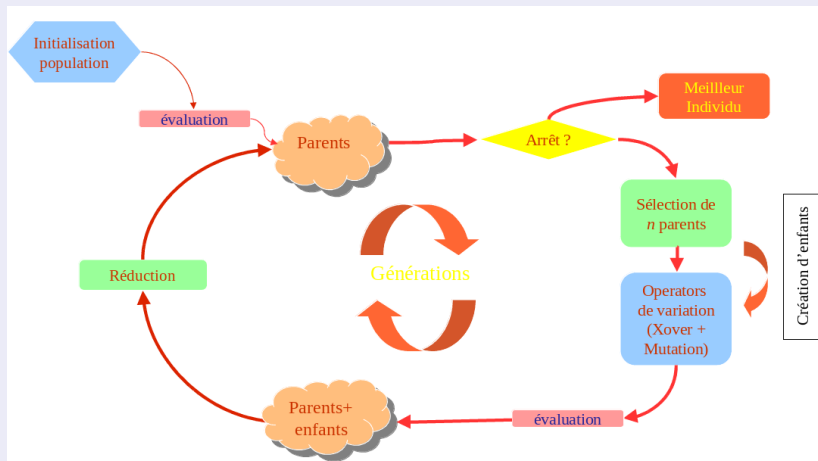 Initialisation
population
évaluation
Parents
Arrêt ?
Meillleur
Individu
Sélection de
n parents
Création d'enfants
Operators
de variation
(Xover +
Mutation)
évaluation
Parents+
enfants
Réduction
Générations